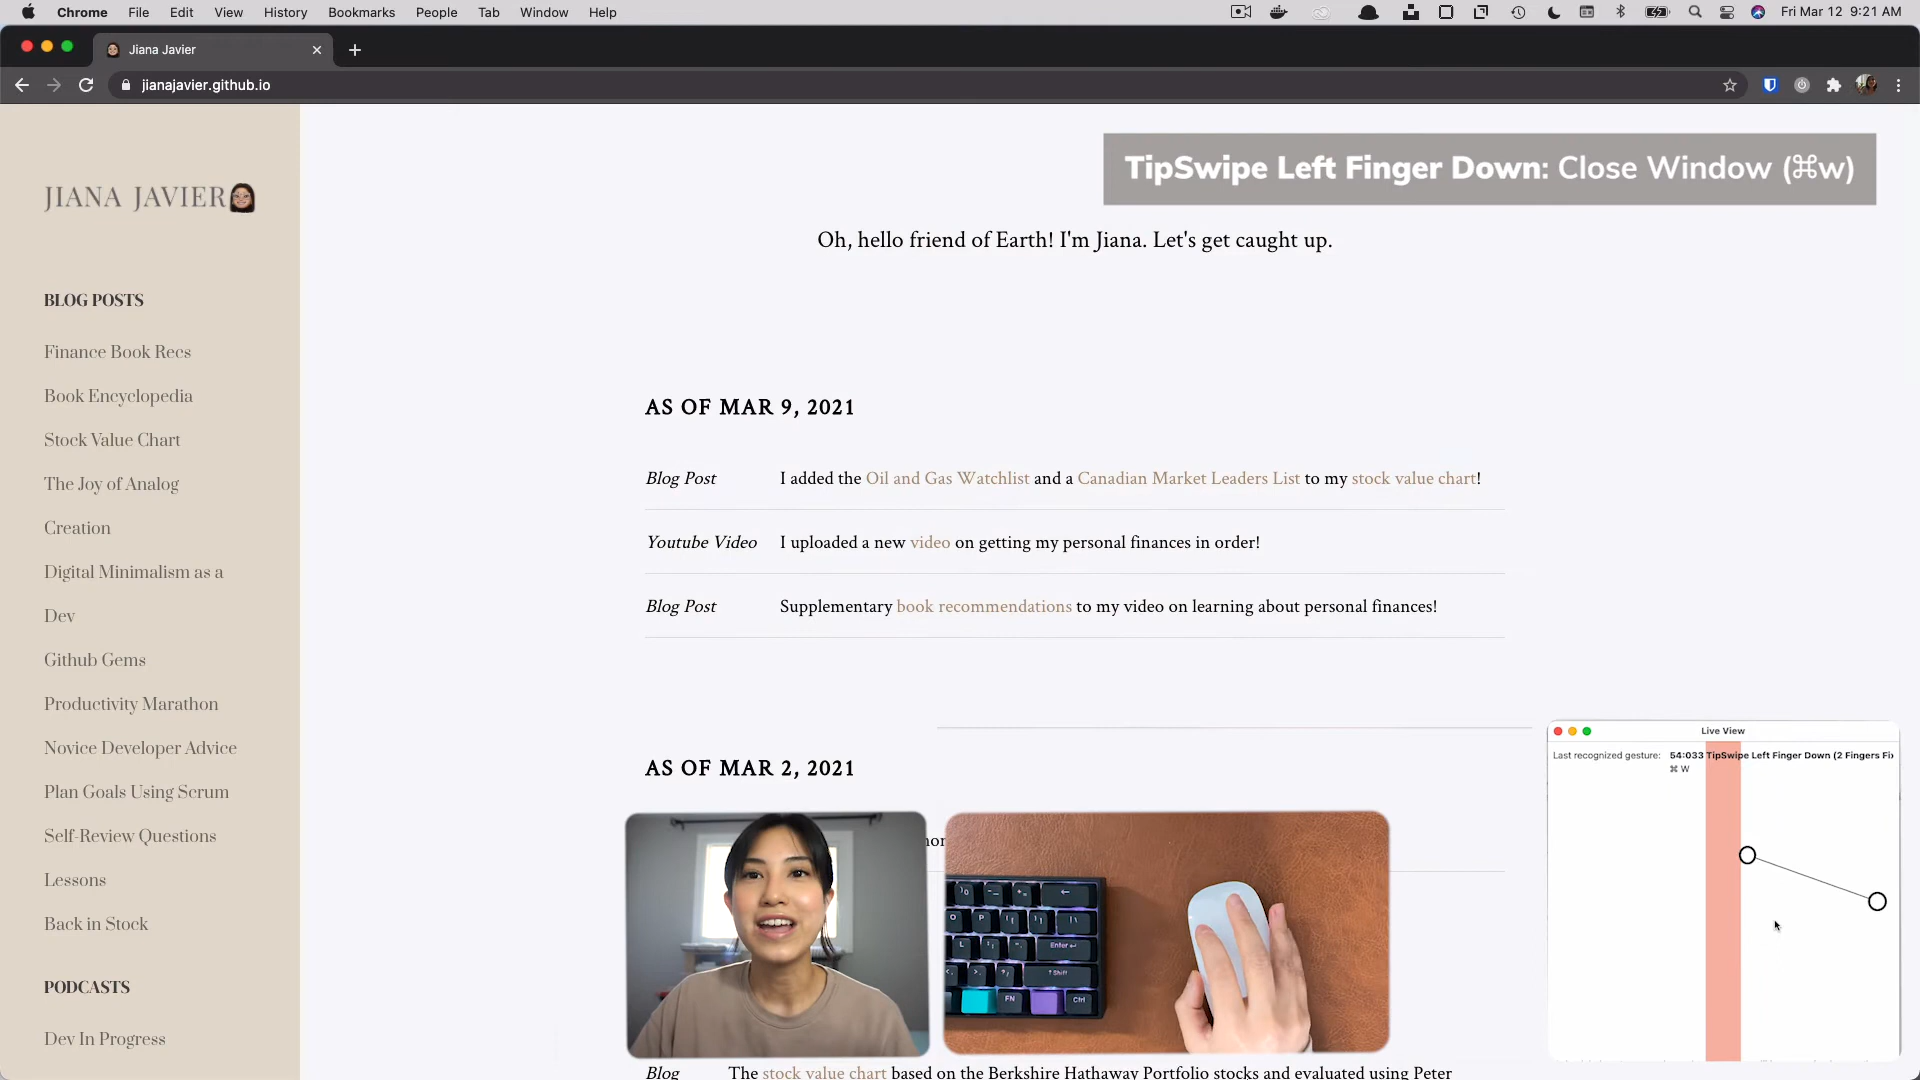 Chrome File Edit View History Bookmarks People Tab Window Help Fri Mar 12 9:21 AM
Jiana Javier
jianajavier.github.io
TipSwipe Left Finger Down: Close Window (⌘w)
JIANA JAVIER
Oh, hello friend of Earth! I'm Jiana. Let's get caught up.
BLOG POSTS
Finance Book Recs
Book Encyclopedia
Stock Value Chart
The Joy of Analog
Creation
Digital Minimalism as a
Dev
Github Gems
Productivity Marathon
Novice Developer Advice
Plan Goals Using Scrum
Self-Review Questions
Lessons
Back in Stock
PODCASTS
Dev In Progress
AS OF MAR 9, 2021
Blog Post I added the Oil and Gas Watchlist and a Canadian Market Leaders List to my stock value chart!
Youtube Video I uploaded a new video on getting my personal finances in order!
Blog Post Supplementary book recommendations to my video on learning about personal finances!
AS OF MAR 2, 2021
Blog The stock value chart based on the Berkshire Hathaway Portfolio stocks and evaluated using Peter
Live View
Last recognized gesture: 54:033 TipSwipe Left Finger Down (2 Fingers Fi
⌘ W
O P
L Enter
Shift
FN Ctrl